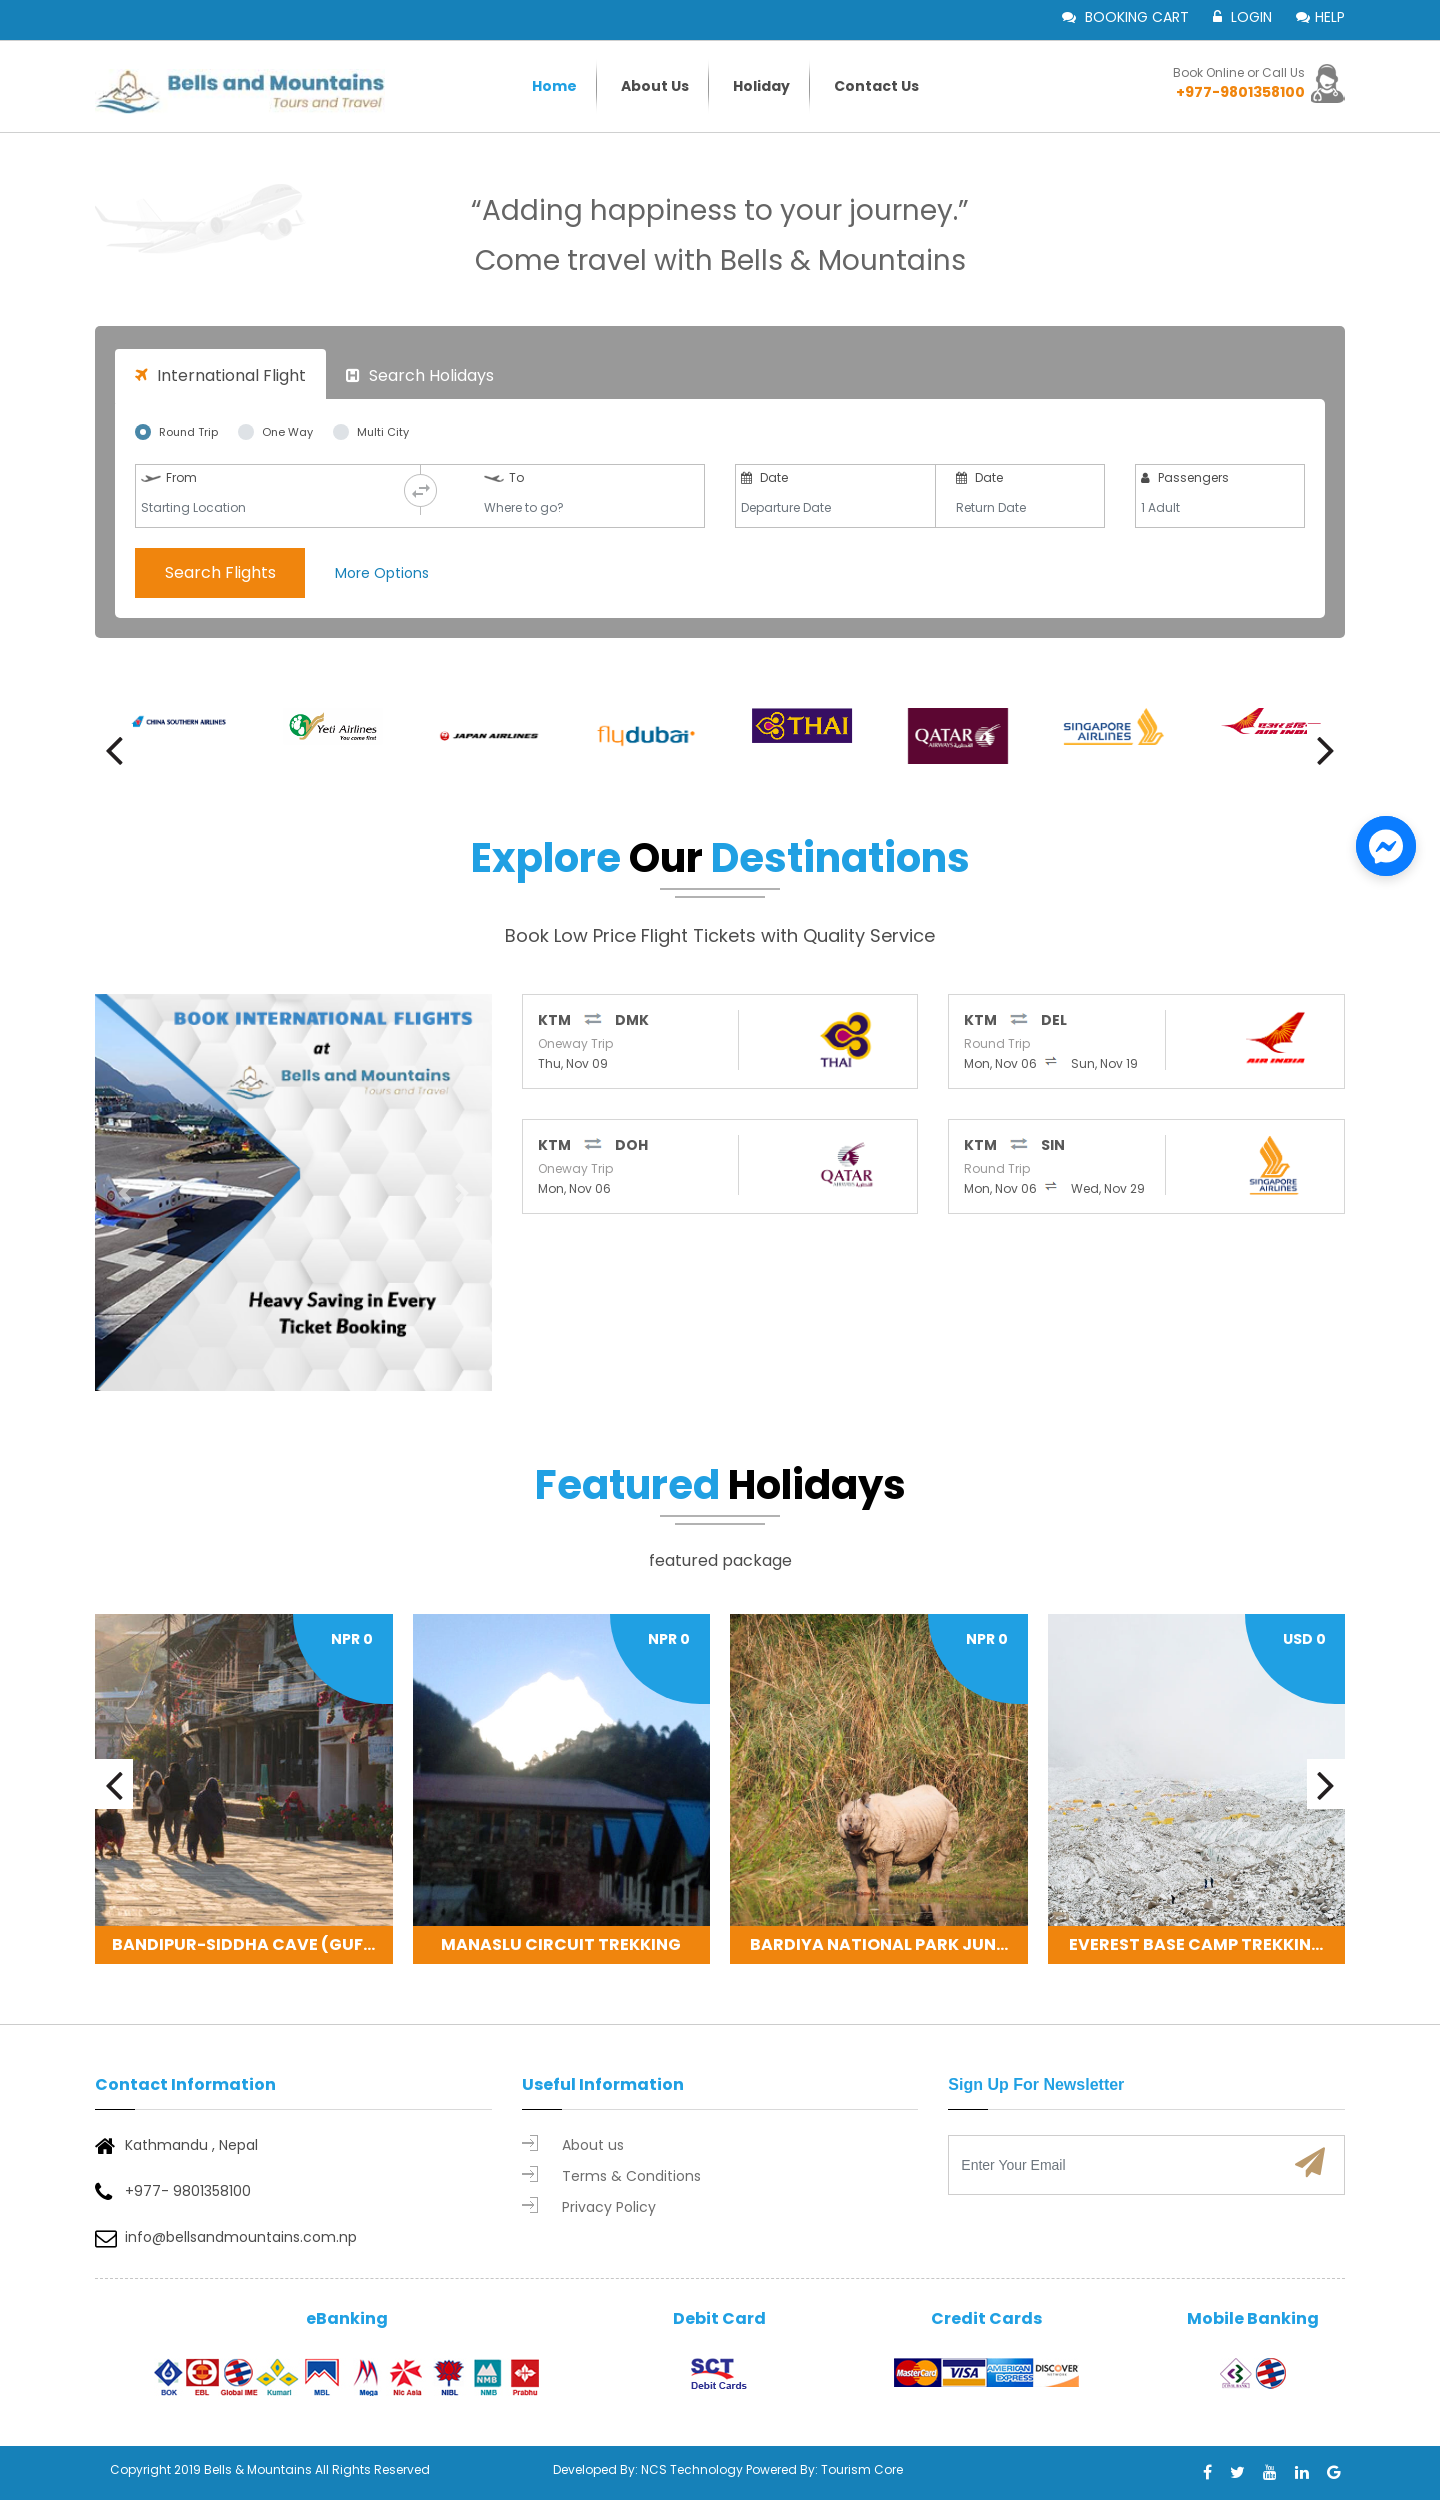 BOOKING CART LOGIN HELP
Bells and Mountains
Tours and Travel
Home About Us Holiday Contact Us
Book Online or Call Us
+977-9801358100
“Adding happiness to your journey.”
Come travel with Bells & Mountains
International Flight Search Holidays
Round Trip One Way Multi City
From To Date Date Passengers
Starting Location Where to go? Departure Date Return Date 1 Adult
Search Flights More Options
CHINA SOUTHERN AIRLINES
Yeti Airlines
You come first
JAPAN AIRLINES
flydubai
THAI
QATAR
AIRWAYS القطرية
SINGAPORE
AIRLINES
AIR INDI
Explore Our Destinations
Book Low Price Flight Tickets with Quality Service
BOOK INTERNATIONAL FLIGHTS
at
Bells and Mountains
Tours and Travel
Heavy Saving in Every
Ticket Booking
KTM DMK
Oneway Trip
Thu, Nov 09
THAI
KTM DEL
Round Trip
Mon, Nov 06 Sun, Nov 19
AIR INDIA
KTM DOH
Oneway Trip
Mon, Nov 06
QATAR
AIRWAYS القطرية
KTM SIN
Round Trip
Mon, Nov 06 Wed, Nov 29
SINGAPORE
AIRLINES
Featured Holidays
featured package
NPR 0
BANDIPUR-SIDDHA CAVE (GUF...
NPR 0
MANASLU CIRCUIT TREKKING
NPR 0
BARDIYA NATIONAL PARK JUN...
USD 0
EVEREST BASE CAMP TREKKIN...
Contact Information
Kathmandu , Nepal
+977- 9801358100
info@bellsandmountains.com.np
Useful Information
About us
Terms & Conditions
Privacy Policy
Sign Up For Newsletter
Enter Your Email
eBanking
BOK EBL Global IME Kumari MBL Mega Nic Asia NIBL NMB Prabhu
NMB
Debit Card
SCT
Debit Cards
Credit Cards
MasterCard VISA AMERICAN EXPRESS DISCOVER
Mobile Banking
Copyright 2019 Bells & Mountains All Rights Reserved
Developed By: NCS Technology Powered By: Tourism Core